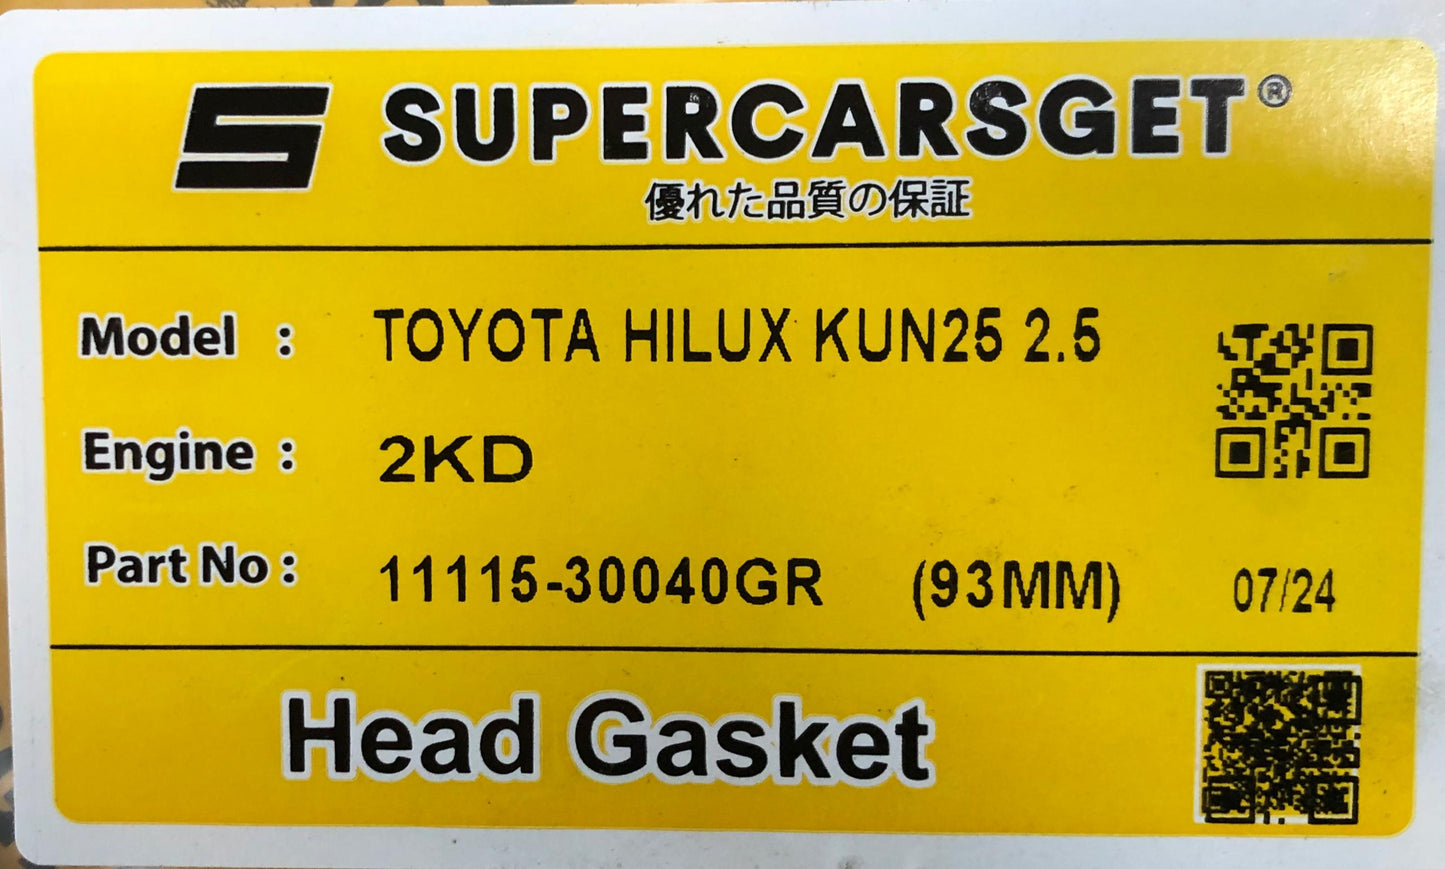 SUPERCARSGET®
優れた品質の保証
Model : TOYOTA HILUX KUN25 2.5
Engine : 2KD
Part No : 11115-30040GR (93MM) 07/24
Head Gasket